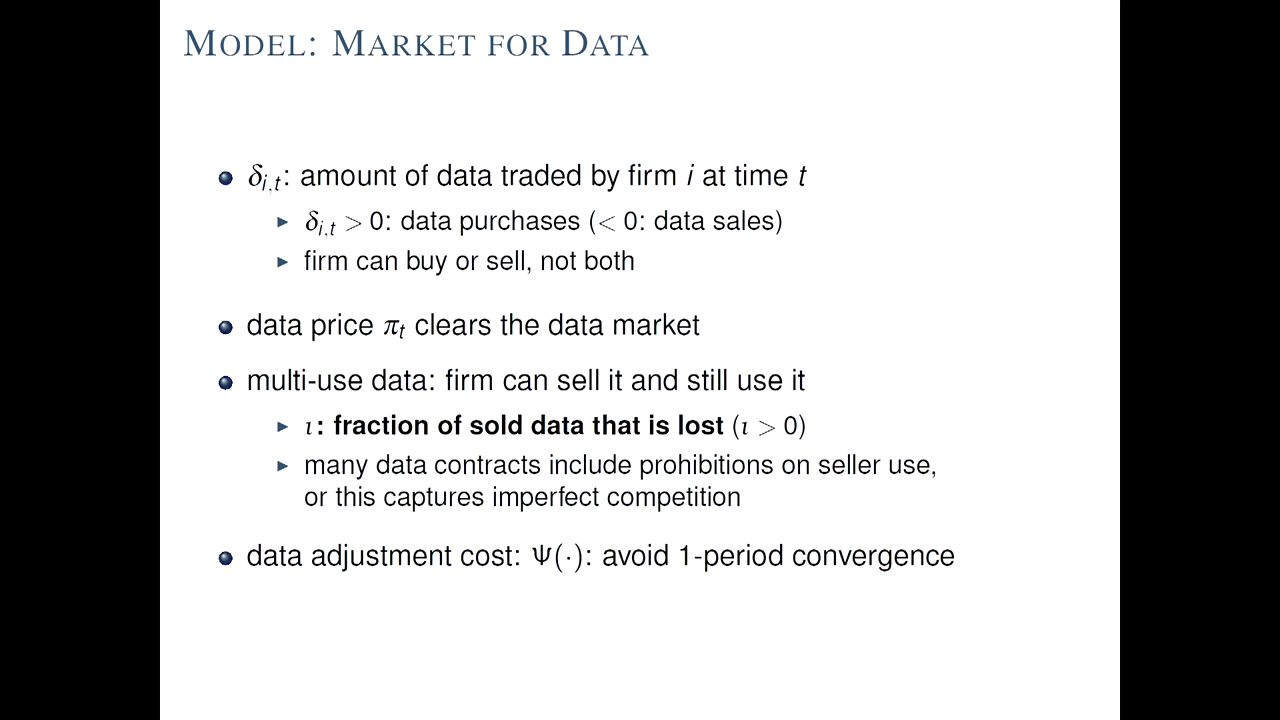 MODEL: MARKET FOR DATA
δi,t: amount of data traded by firm i at time t
δi,t > 0: data purchases (< 0: data sales)
firm can buy or sell, not both
data price πt clears the data market
multi-use data: firm can sell it and still use it
ι: fraction of sold data that is lost (ι > 0)
many data contracts include prohibitions on seller use,
or this captures imperfect competition
data adjustment cost: Ψ(·): avoid 1-period convergence